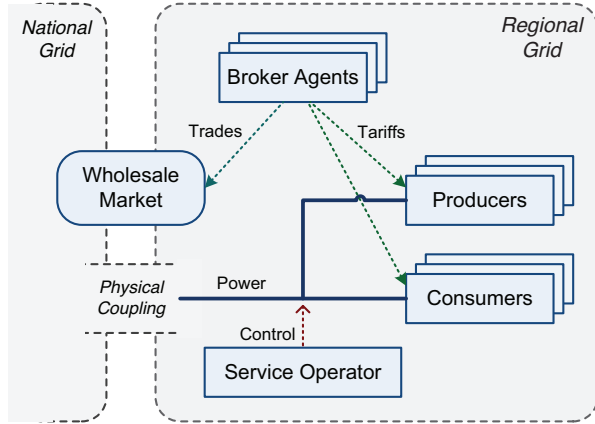 National
Grid
Regional
Grid
Broker Agents
Trades
Tariffs
Wholesale
Market
Producers
Physical
Coupling
Power
Consumers
Control
Service Operator